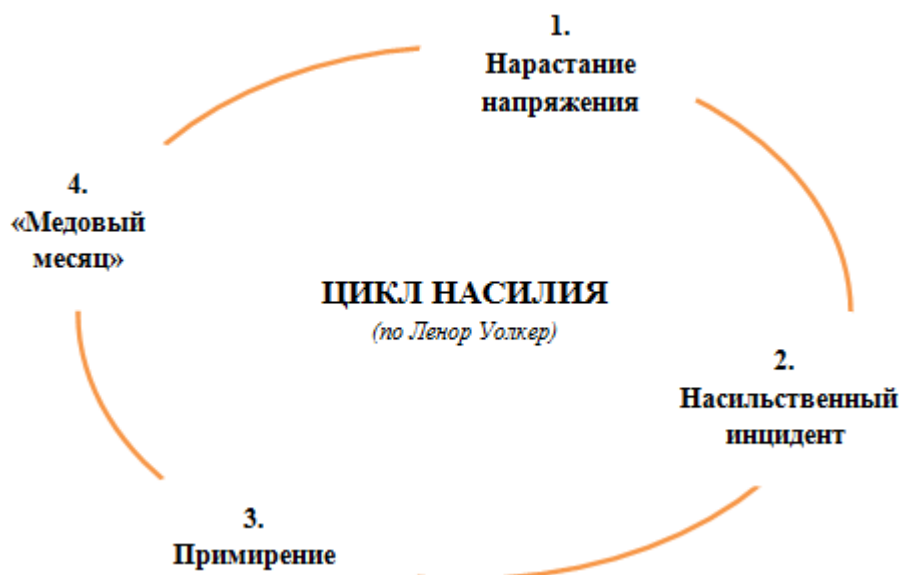 1.
Нарастание
напряжения
4.
«Медовый
месяц»
ЦИКЛ НАСИЛИЯ
(по Ленор Уолкер)
2.
Насильственный
инцидент
3.
Примирение